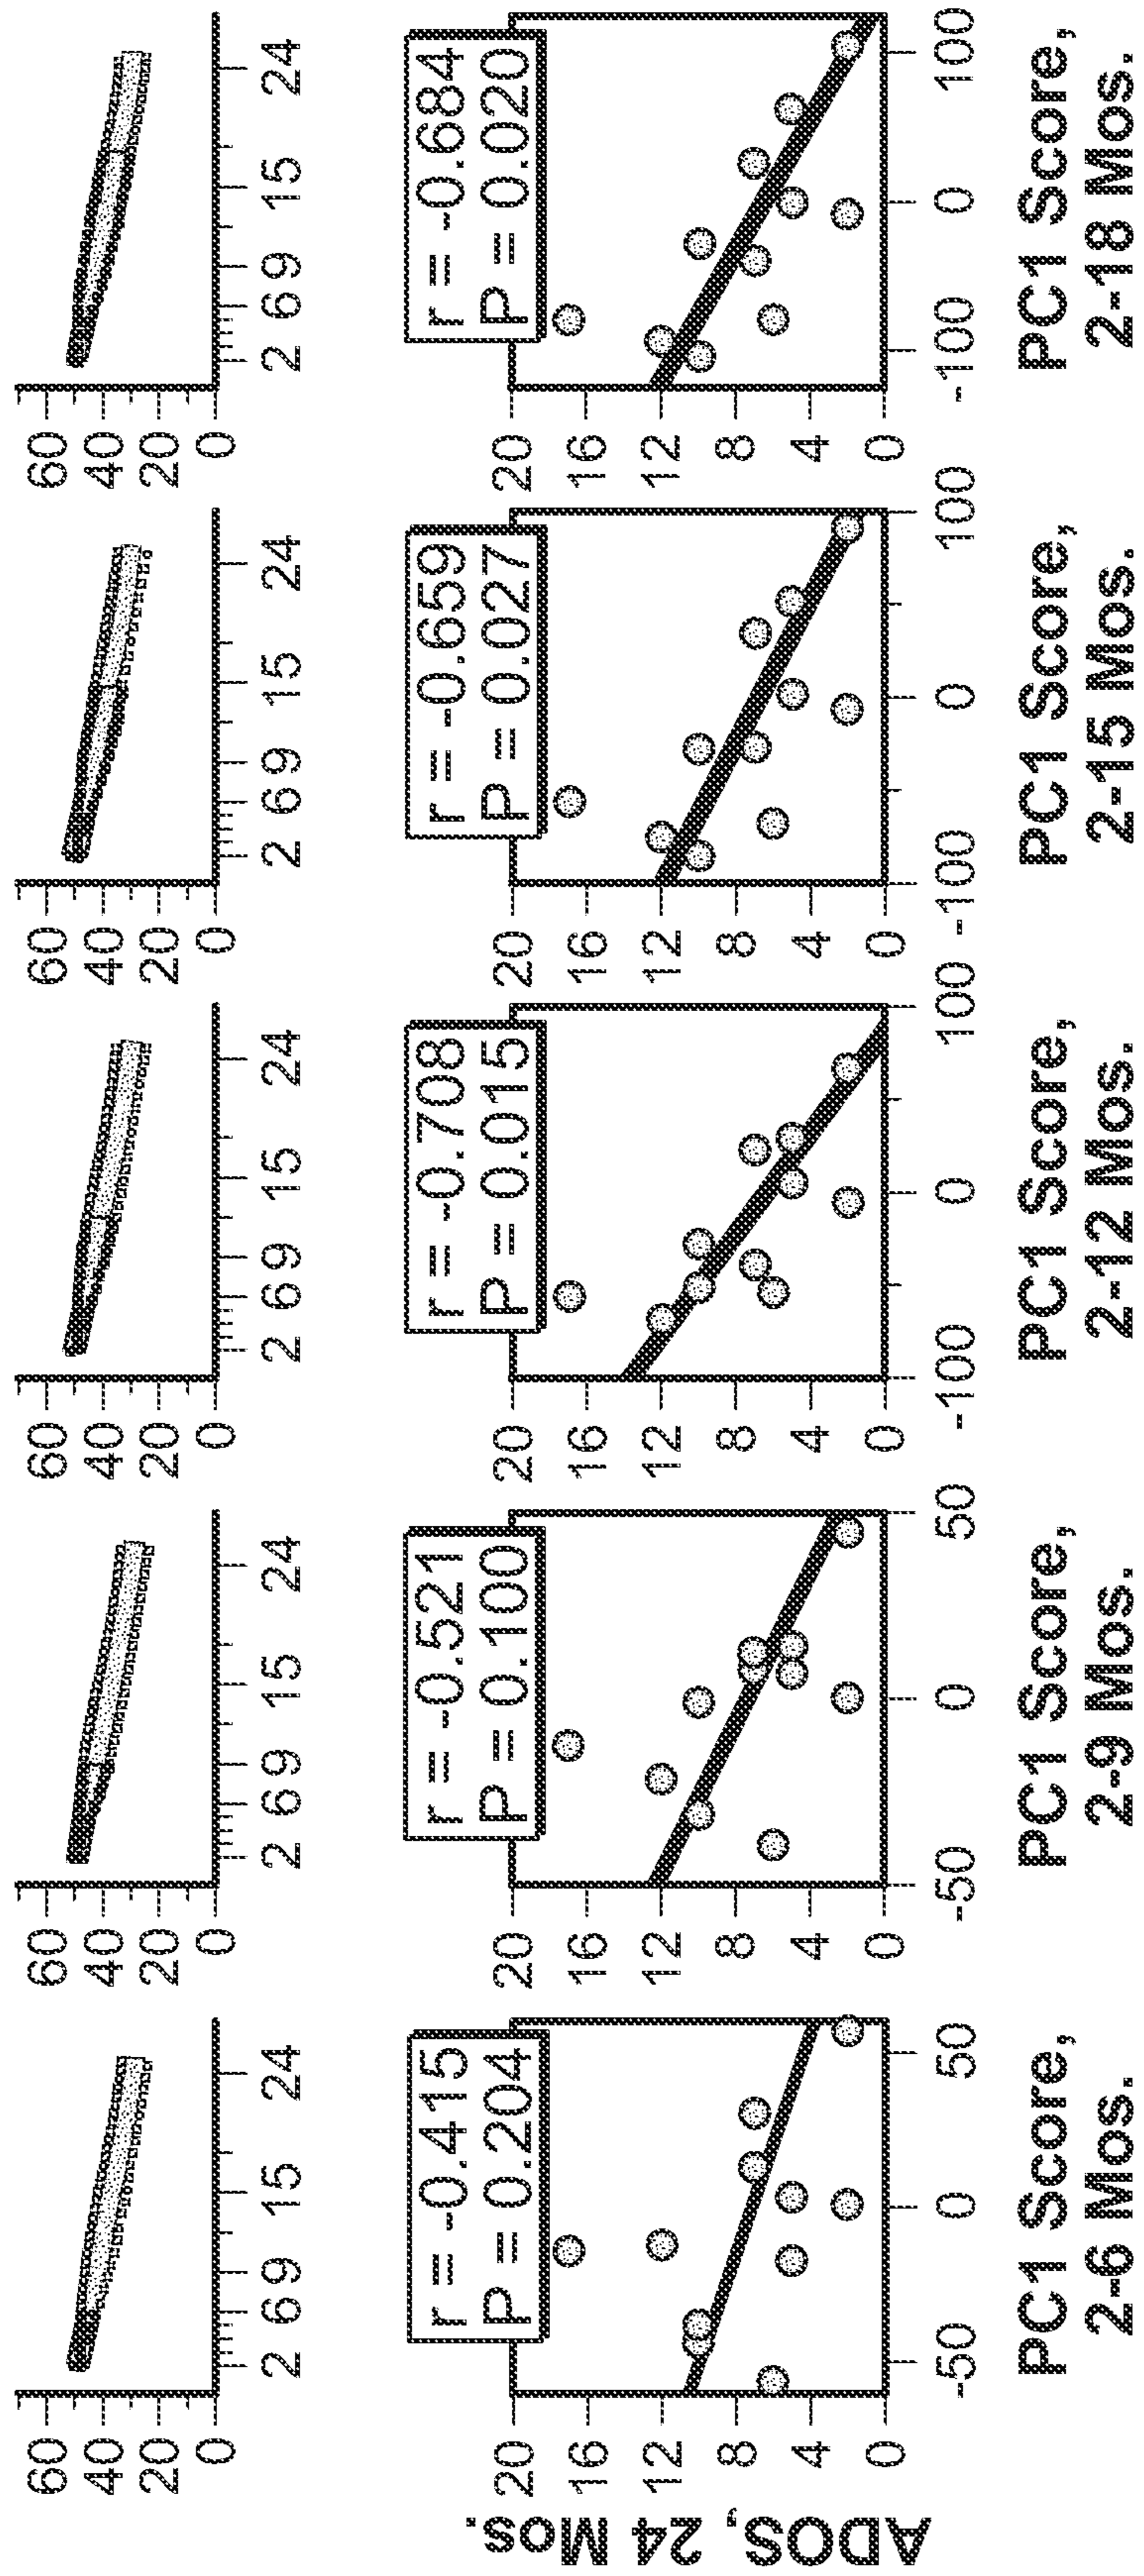 60
40
20
0
2 6 9 15 24
60
40
20
0
2 6 9 15 24
60
40
20
0
2 6 9 15 24
60
40
20
0
2 6 9 15 24
60
40
20
0
2 6 9 15 24
ADOS, 24 Mos.
20
16
12
8
4
0
r = -0.415
P = 0.204
-50 0 50
PC1 Score,
2-6 Mos.
20
16
12
8
4
0
r = -0.521
P = 0.100
-50 0 50
PC1 Score,
2-9 Mos.
20
16
12
8
4
0
r = -0.708
P = 0.015
-100 0 100
PC1 Score,
2-12 Mos.
20
16
12
8
4
0
r = -0.659
P = 0.027
-100 0 100
PC1 Score,
2-15 Mos.
20
16
12
8
4
0
r = -0.684
P = 0.020
-100 0 100
PC1 Score,
2-18 Mos.